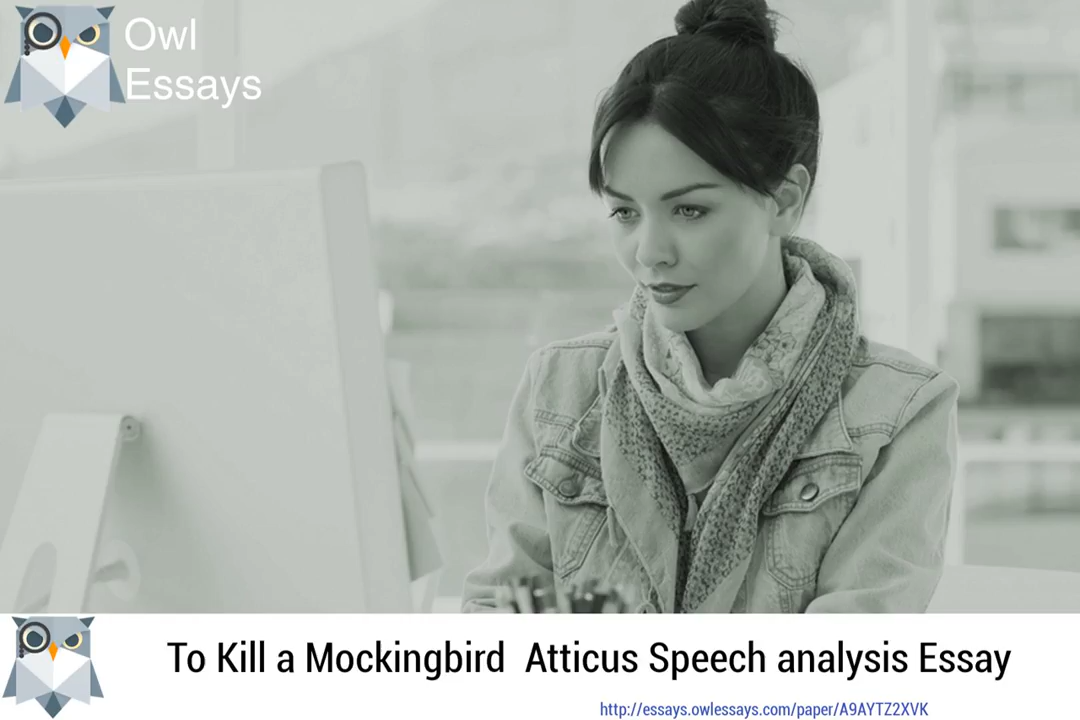 Owl
Essays
To Kill a Mockingbird  Atticus Speech analysis Essay
http://essays.owlessays.com/paper/A9AYTZ2XVK